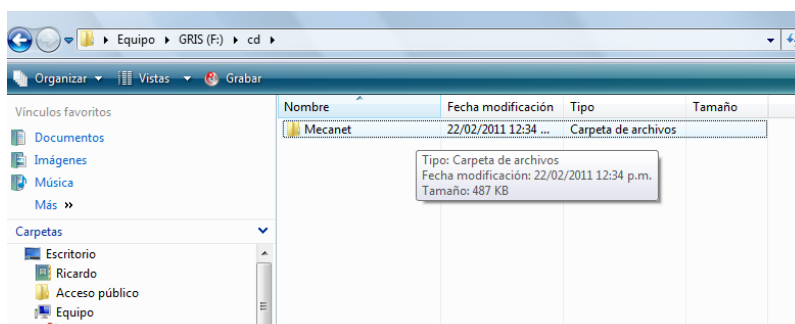 Equipo GRIS (F:) cd
Organizar Vistas Grabar
Vínculos favoritos
Documentos
Imágenes
Música
Más »
Carpetas
Escritorio
Ricardo
Acceso público
Equipo
Nombre Fecha modificación Tipo Tamaño
Mecanet 22/02/2011 12:34 ... Carpeta de archivos
Tipo: Carpeta de archivos
Fecha modificación: 22/02/2011 12:34 p.m.
Tamaño: 487 KB